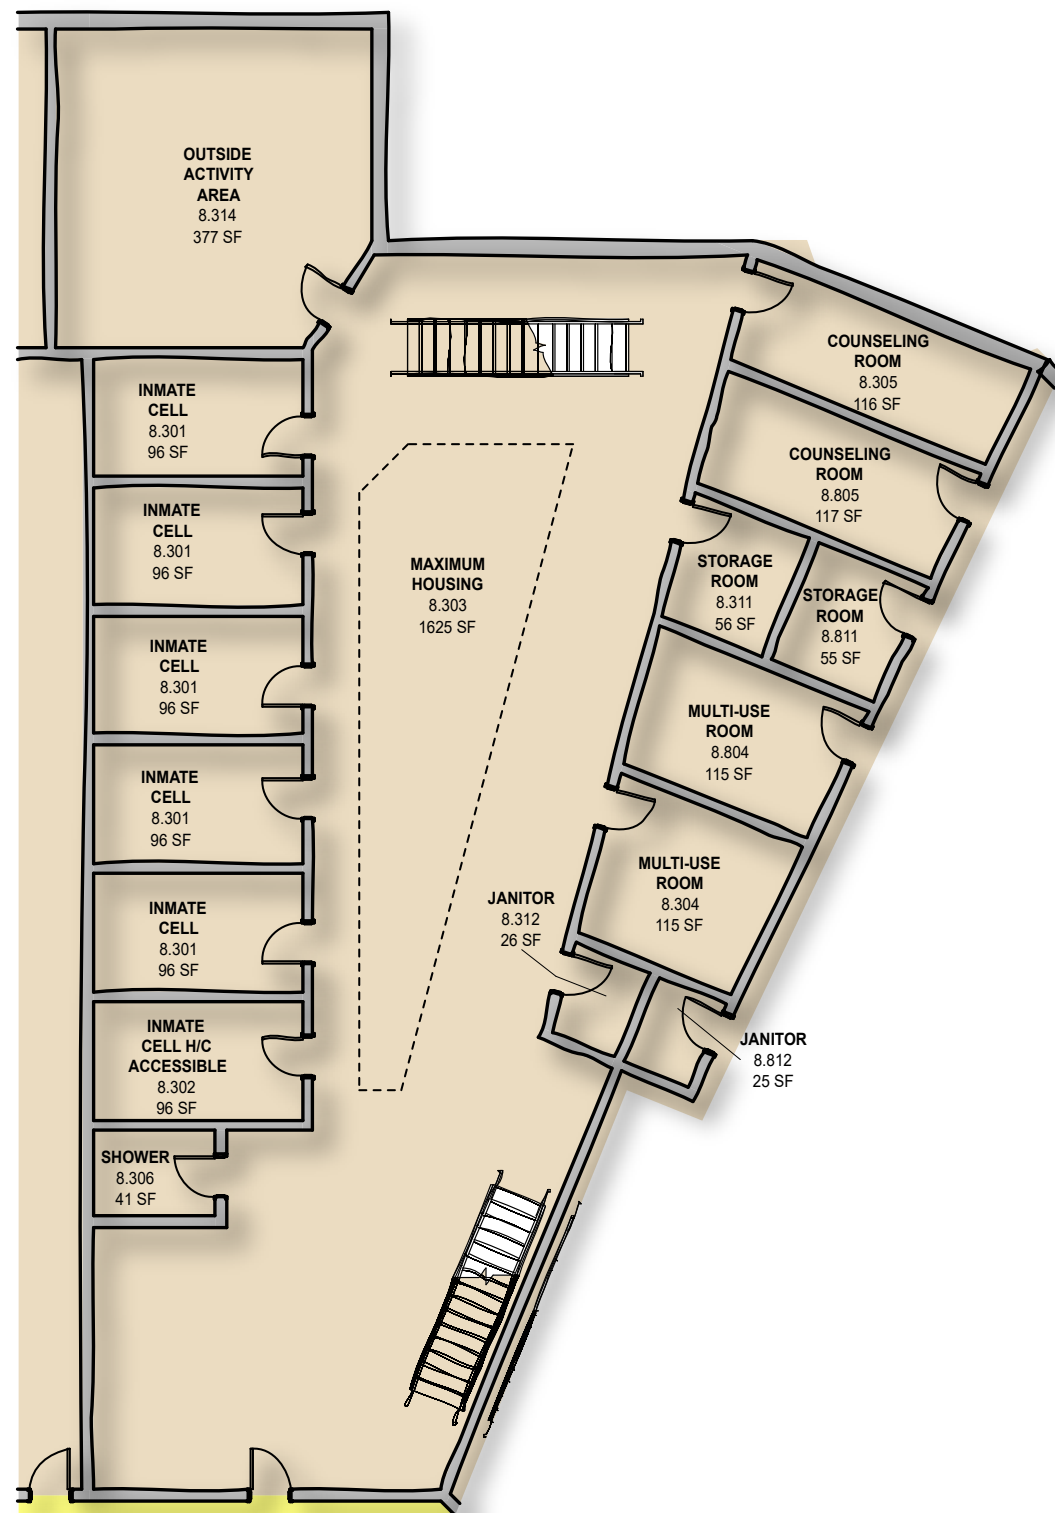 OUTSIDE
ACTIVITY
AREA
8.314
377 SF
COUNSELING
ROOM
8.305
116 SF
INMATE
CELL
8.301
96 SF
COUNSELING
ROOM
8.805
117 SF
INMATE
CELL
8.301
96 SF
MAXIMUM
HOUSING
8.303
1625 SF
STORAGE
ROOM
8.311
56 SF
STORAGE
ROOM
8.811
55 SF
INMATE
CELL
8.301
96 SF
MULTI-USE
ROOM
8.804
115 SF
INMATE
CELL
8.301
96 SF
MULTI-USE
ROOM
8.304
115 SF
JANITOR
8.312
26 SF
INMATE
CELL
8.301
96 SF
INMATE
CELL H/C
ACCESSIBLE
8.302
96 SF
JANITOR
8.812
25 SF
SHOWER
8.306
41 SF